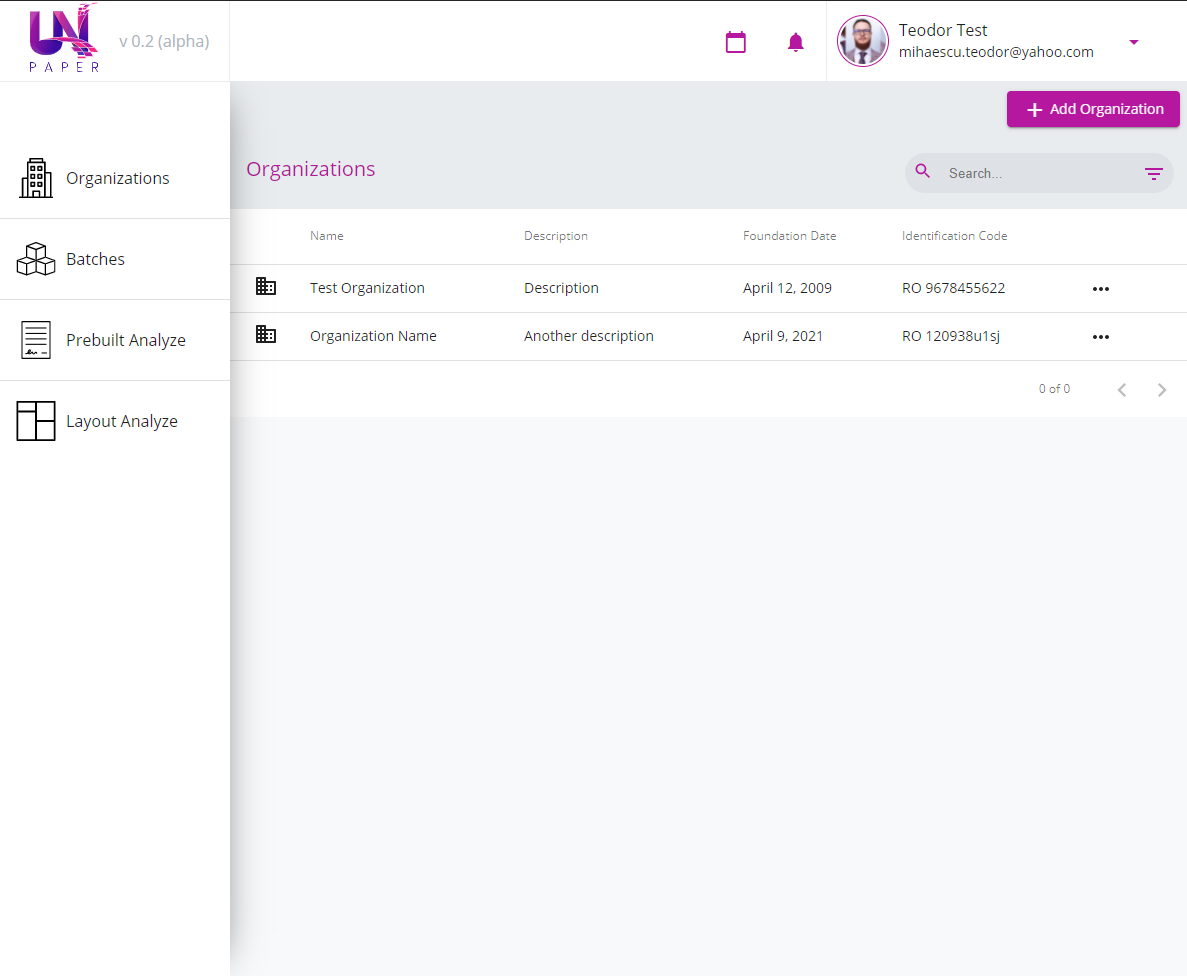 UN
PAPER
v 0.2 (alpha)
Teodor Test
mihaescu.teodor@yahoo.com
Add Organization
Organizations
Batches
Prebuilt Analyze
Layout Analyze
Organizations
Search...
Name Description Foundation Date Identification Code
Test Organization Description April 12, 2009 RO 9678455622
Organization Name Another description April 9, 2021 RO 120938u1sj
0 of 0